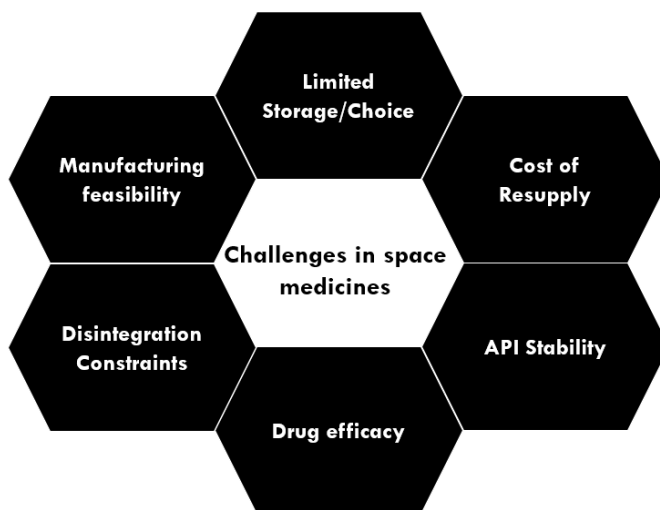 Limited
Storage/Choice
Manufacturing
feasibility
Cost of
Resupply
Challenges in space
medicines
Disintegration
Constraints
API Stability
Drug efficacy